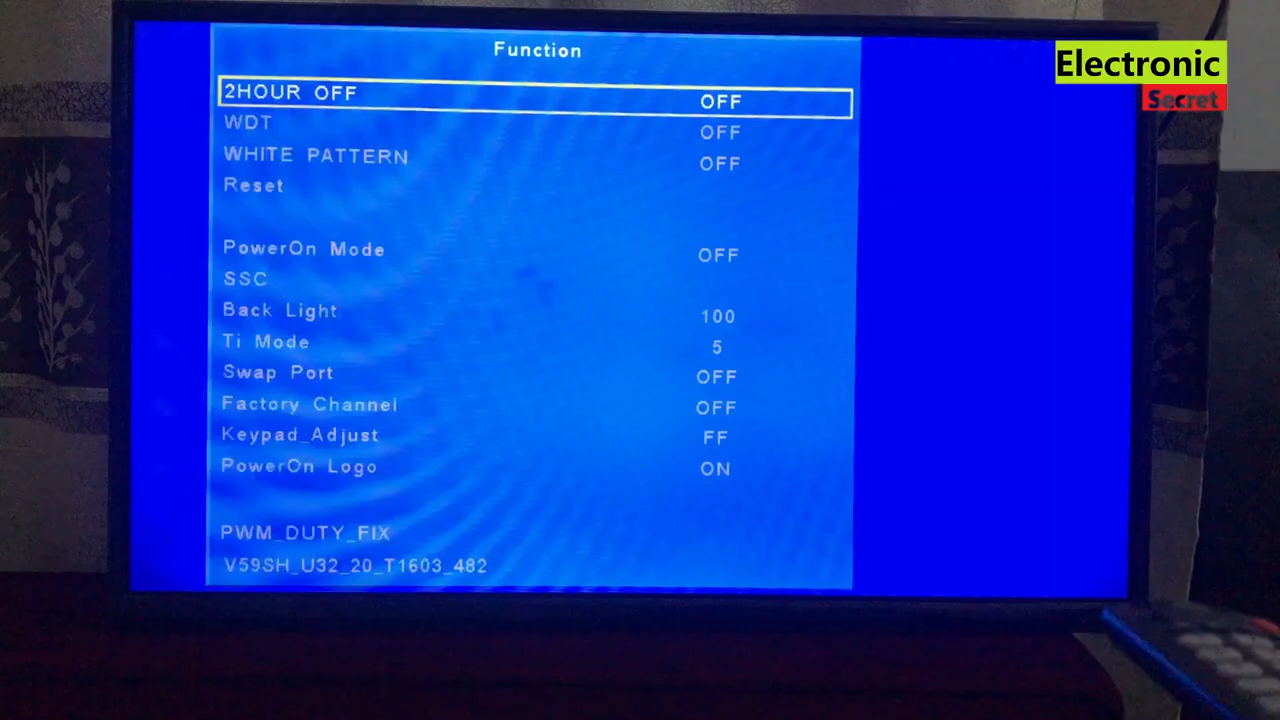 Function
2HOUR OFF OFF
WDT OFF
WHITE PATTERN OFF
Reset
PowerOn Mode OFF
SSC
Back Light 100
Ti Mode 5
Swap Port OFF
Factory Channel OFF
Keypad_Adjust FF
PowerOn Logo ON
PWM_DUTY_FIX
V59SH_U32_20_T1603_482
Electronic
Secret